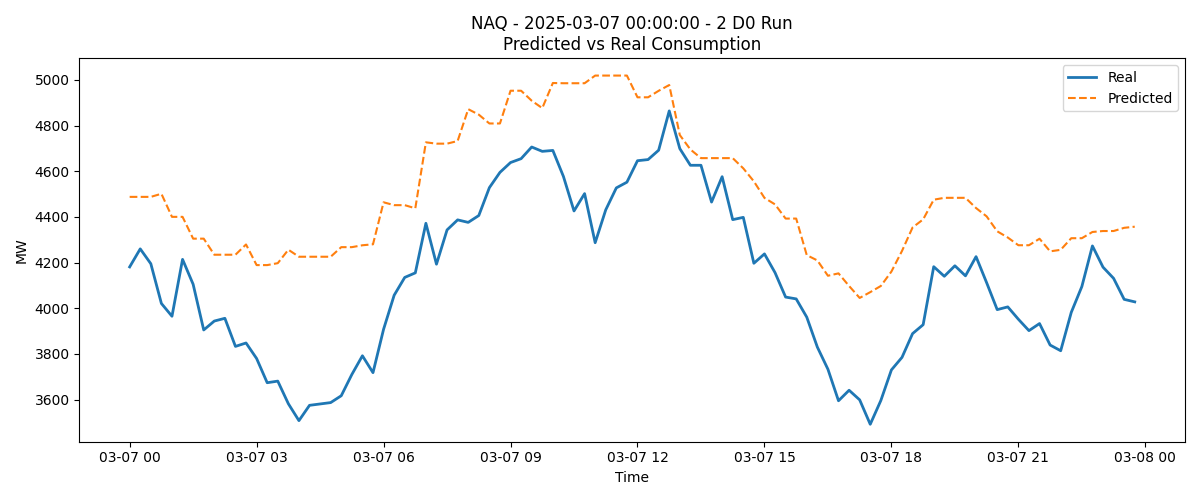 NAQ - 2025-03-07 00:00:00 - 2 D0 Run
Predicted vs Real Consumption
Real
Predicted
MW
5000
4800
4600
4400
4200
4000
3800
3600
03-07 00
03-07 03
03-07 06
03-07 09
03-07 12
03-07 15
03-07 18
03-07 21
03-08 00
Time